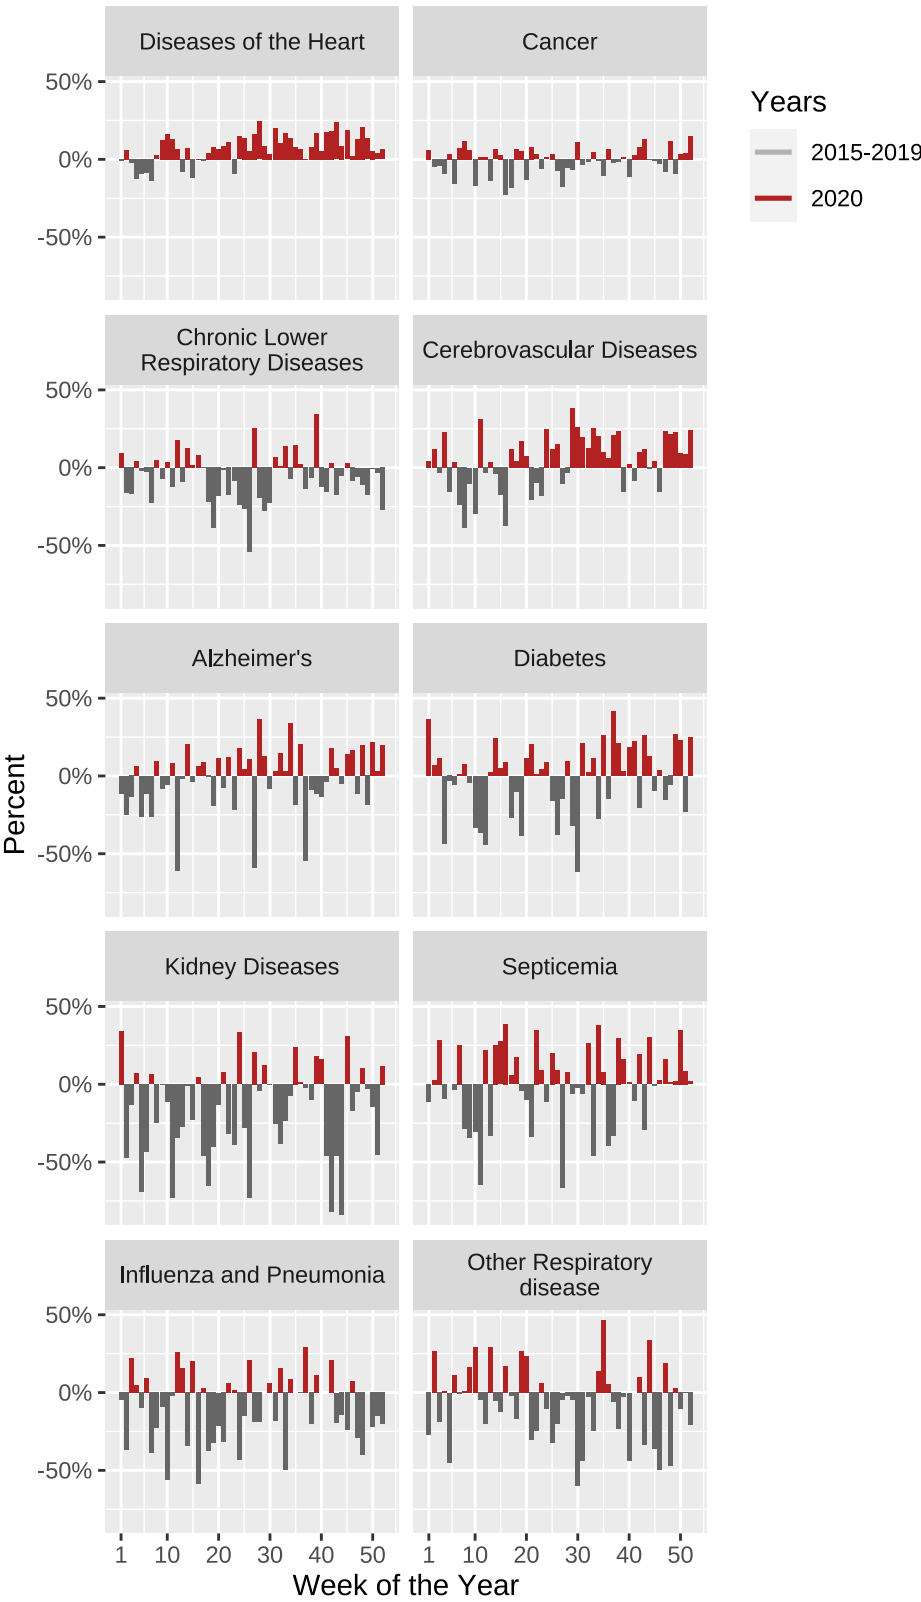 Diseases of the Heart
Cancer
50%
0%
-50%
Years
2015-2019
2020
Chronic Lower
Respiratory Diseases
Cerebrovascular Diseases
50%
0%
-50%
Alzheimer's
Diabetes
50%
0%
-50%
Percent
Kidney Diseases
Septicemia
50%
0%
-50%
Influenza and Pneumonia
Other Respiratory
disease
50%
0%
-50%
1 10 20 30 40 50
1 10 20 30 40 50
Week of the Year